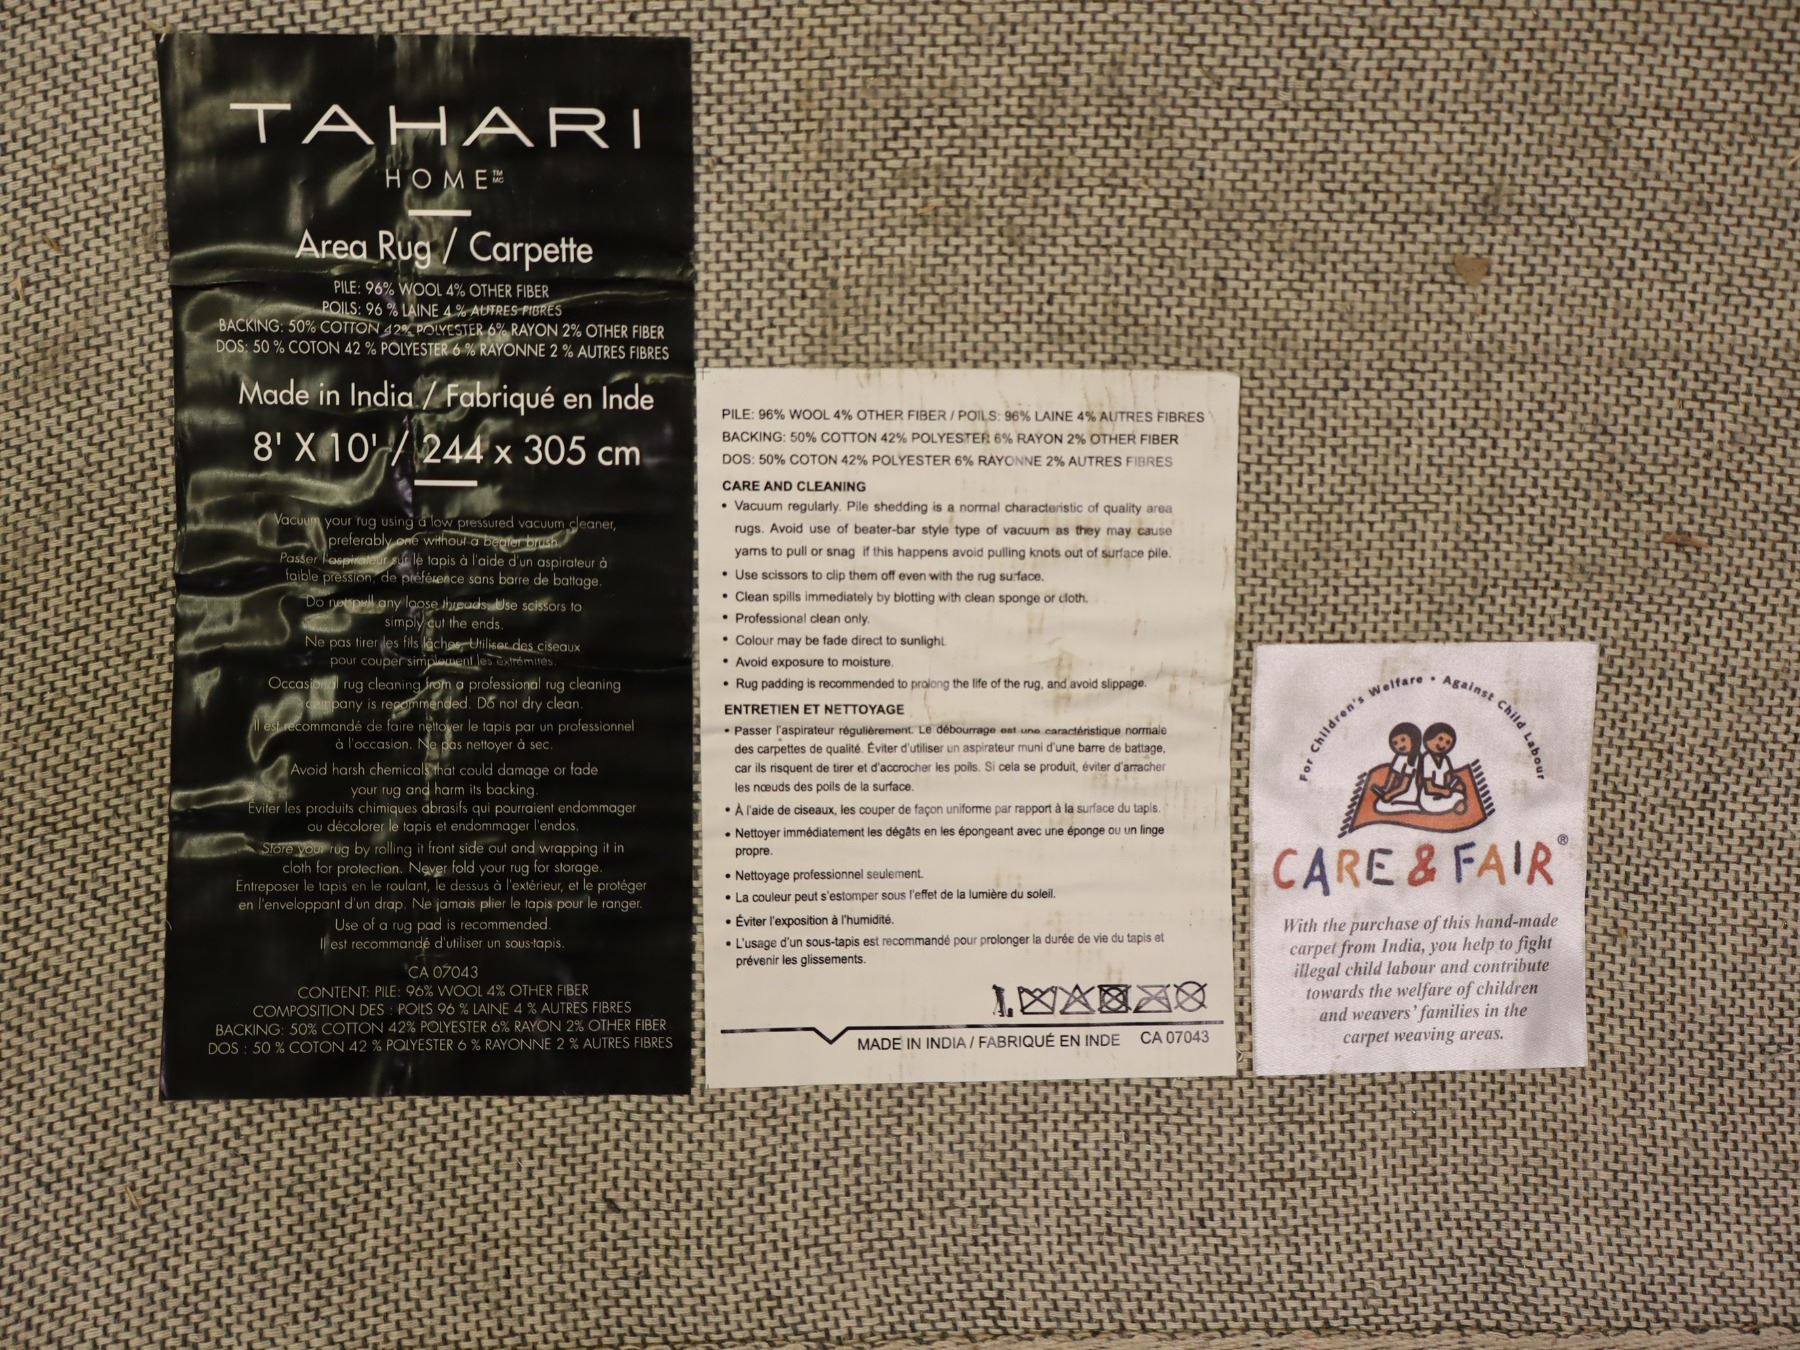 TAHARI
HOME™ MC
Area Rug / Carpette
PILE: 96% WOOL 4% OTHER FIBER
POILS: 96 % LAINE 4 % AUTRES FIBRES
BACKING: 50% COTTON 42% POLYESTER 6% RAYON 2% OTHER FIBER
DOS: 50 % COTON 42 % POLYESTER 6 % RAYONNE 2 % AUTRES FIBRES
Made in India / Fabriqué en Inde
8' X 10' / 244 x 305 cm
Vacuum your rug using a low pressured vacuum cleaner,
preferably one without a beater brush.
Passer l'aspirateur sur le tapis à l'aide d'un aspirateur à
faible pression, de préférence sans barre de battage.
Do not pull any loose threads. Use scissors to
simply cut the ends.
Ne pas tirer les fils lâches. Utiliser des ciseaux
pour couper simplement les extrémités.
Occasional rug cleaning from a professional rug cleaning
company is recommended. Do not dry clean.
Il est recommandé de faire nettoyer le tapis par un professionnel
à l'occasion. Ne pas nettoyer à sec.
Avoid harsh chemicals that could damage or fade
your rug and harm its backing.
Éviter les produits chimiques abrasifs qui pourraient endommager
ou décolorer le tapis et endommager l'endos.
Store your rug by rolling it front side out and wrapping it in
cloth for protection. Never fold your rug for storage.
Entreposer le tapis en le roulant, le dessus à l'extérieur, et le protéger
en l'enveloppant d'un drap. Ne jamais plier le tapis pour le ranger.
Use of a rug pad is recommended.
Il est recommandé d'utiliser un sous-tapis.
CA 07043
CONTENT: PILE: 96% WOOL 4% OTHER FIBER
COMPOSITION DES : POILS 96 % LAINE 4 % AUTRES FIBRES
BACKING: 50% COTTON 42% POLYESTER 6% RAYON 2% OTHER FIBER
DOS : 50 % COTON 42 % POLYESTER 6 % RAYONNE 2 % AUTRES FIBRES
PILE: 96% WOOL 4% OTHER FIBER / POILS: 96% LAINE 4% AUTRES FIBRES
BACKING: 50% COTTON 42% POLYESTER 6% RAYON 2% OTHER FIBER
DOS: 50% COTON 42% POLYESTER 6% RAYONNE 2% AUTRES FIBRES
CARE AND CLEANING
• Vacuum regularly. Pile shedding is a normal characteristic of quality area
rugs. Avoid use of beater-bar style type of vacuum as they may cause
yarns to pull or snag if this happens avoid pulling knots out of surface pile.
• Use scissors to clip them off even with the rug surface.
• Clean spills immediately by blotting with clean sponge or cloth.
• Professional clean only.
• Colour may be fade direct to sunlight.
• Avoid exposure to moisture.
• Rug padding is recommended to prolong the life of the rug, and avoid slippage.
ENTRETIEN ET NETTOYAGE
• Passer l'aspirateur régulièrement. Le débourrage est une caractéristique normale
des carpettes de qualité. Éviter d'utiliser un aspirateur muni d'une barre de battage,
car ils risquent de tirer et d'accrocher les poils. Si cela se produit, éviter d'arracher
les nœuds des poils de la surface.
• À l'aide de ciseaux, les couper de façon uniforme par rapport à la surface du tapis.
• Nettoyer immédiatement les dégâts en les épongeant avec une éponge ou un linge
propre.
• Nettoyage professionnel seulement.
• La couleur peut s'estomper sous l'effet de la lumière du soleil.
• Éviter l'exposition à l'humidité.
• L'usage d'un sous-tapis est recommandé pour prolonger la durée de vie du tapis et
prévenir les glissements.
MADE IN INDIA / FABRIQUÉ EN INDE CA 07043
For Children's Welfare • Against Child Labour
CARE & FAIR®
With the purchase of this hand-made
carpet from India, you help to fight
illegal child labour and contribute
towards the welfare of children
and weavers' families in the
carpet weaving areas.